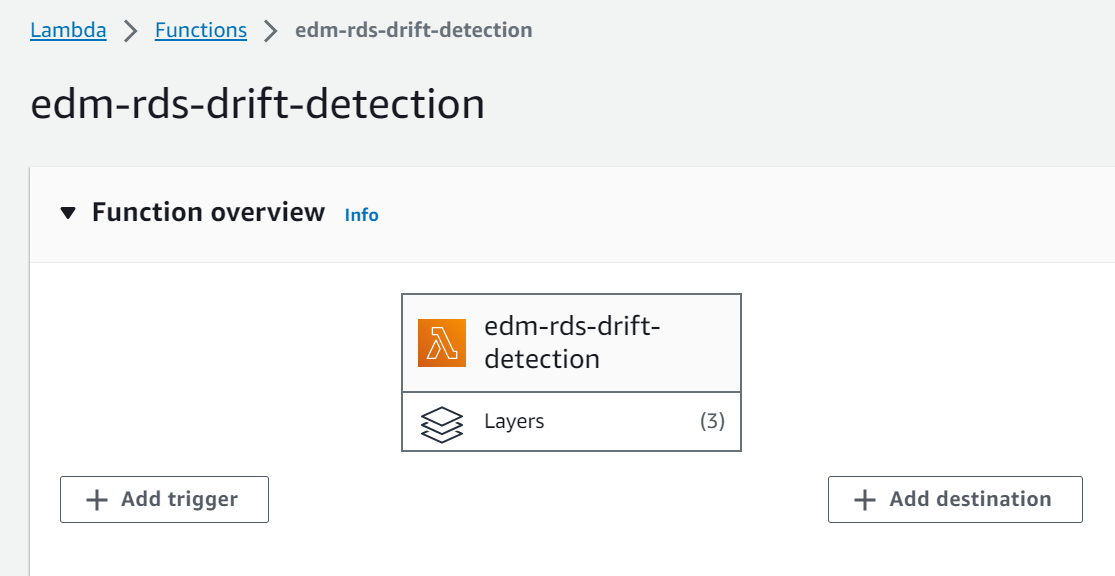 Lambda > Functions > edm-rds-drift-detection
edm-rds-drift-detection
Function overview Info
edm-rds-drift-
detection
Layers (3)
+ Add trigger
+ Add destination